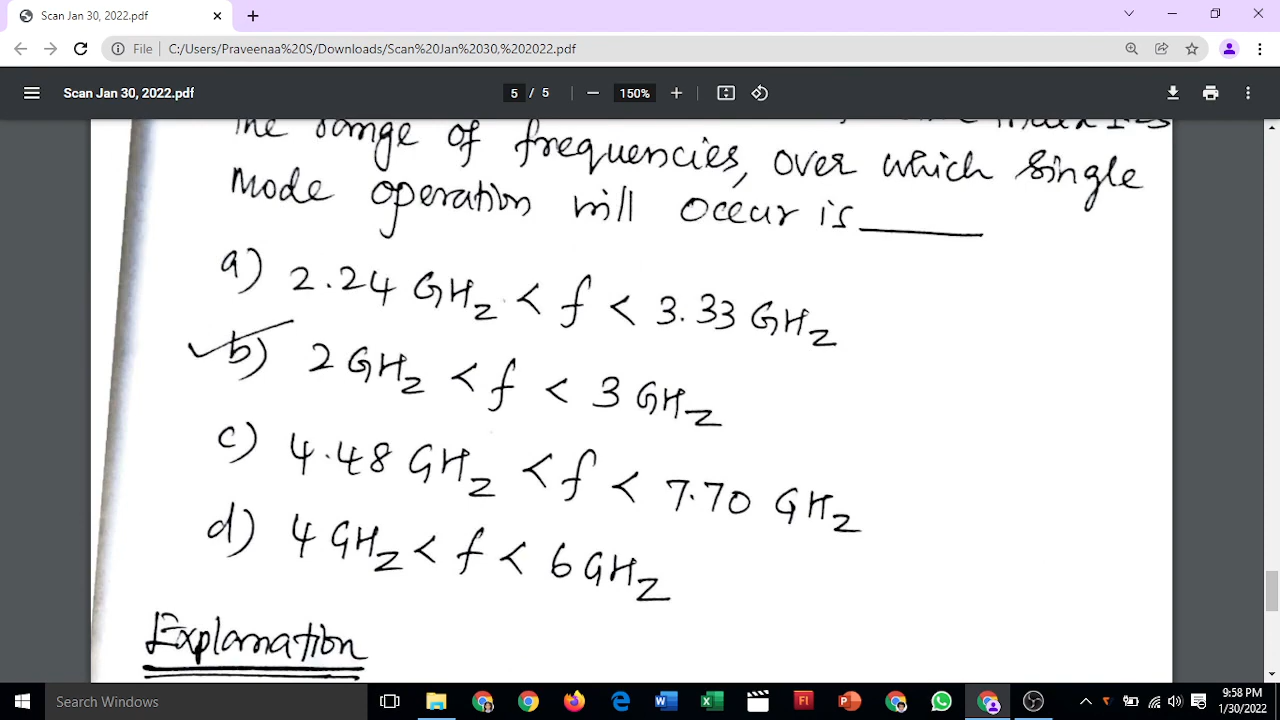 Scan Jan 30, 2022.pdf
File C:/Users/Praveenaa%20S/Downloads/Scan%20Jan%2030,%202022.pdf
Scan Jan 30, 2022.pdf
5 / 5
150%
The range of frequencies, over which single
mode operation will occur is
a) 2.24 GHz < f < 3.33 GHz
b) 2 GHz < f < 3 GHz
c) 4.48 GHz < f < 7.70 GHz
d) 4 GHz < f < 6 GHz
Explanation
Search Windows
9:38 PM
1/30/2022